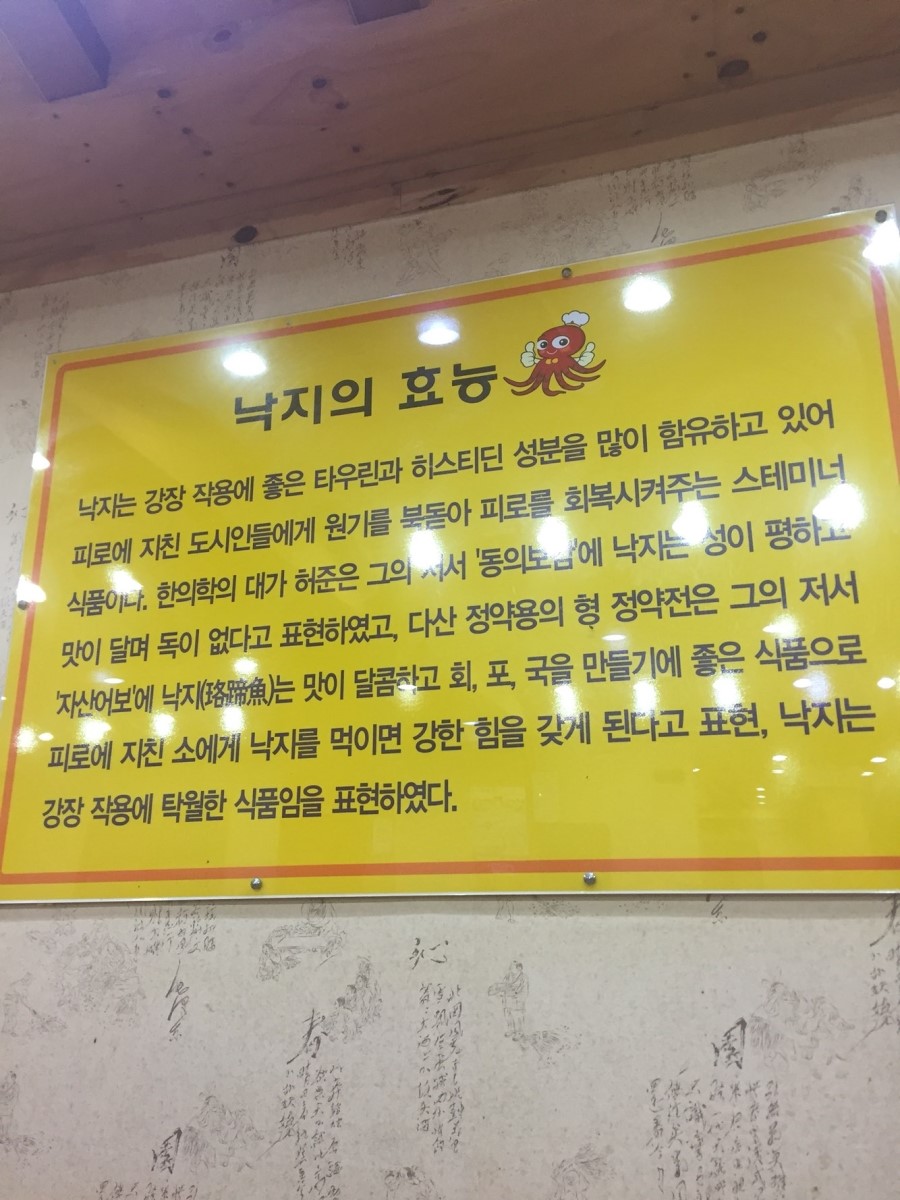 낙지의 효능
낙지는 강장 작용에 좋은 타우린과 히스티딘 성분을 많이 함유하고 있어
피로에 지친 도시인들에게 원기를 북돋아 피로를 회복시켜주는 스테미너
식품이다. 한의학의 대가 허준은 그의 저서 '동의보감'에 낙지는 성이 평하고
맛이 달며 독이 없다고 표현하였고, 다산 정약용의 형 정약전은 그의 저서
'자산어보'에 낙지(珞蹄魚)는 맛이 달콤하고 회, 포, 국을 만들기에 좋은 식품으로
피로에 지친 소에게 낙지를 먹이면 강한 힘을 갖게 된다고 표현, 낙지는
강장 작용에 탁월한 식품임을 표현하였다.